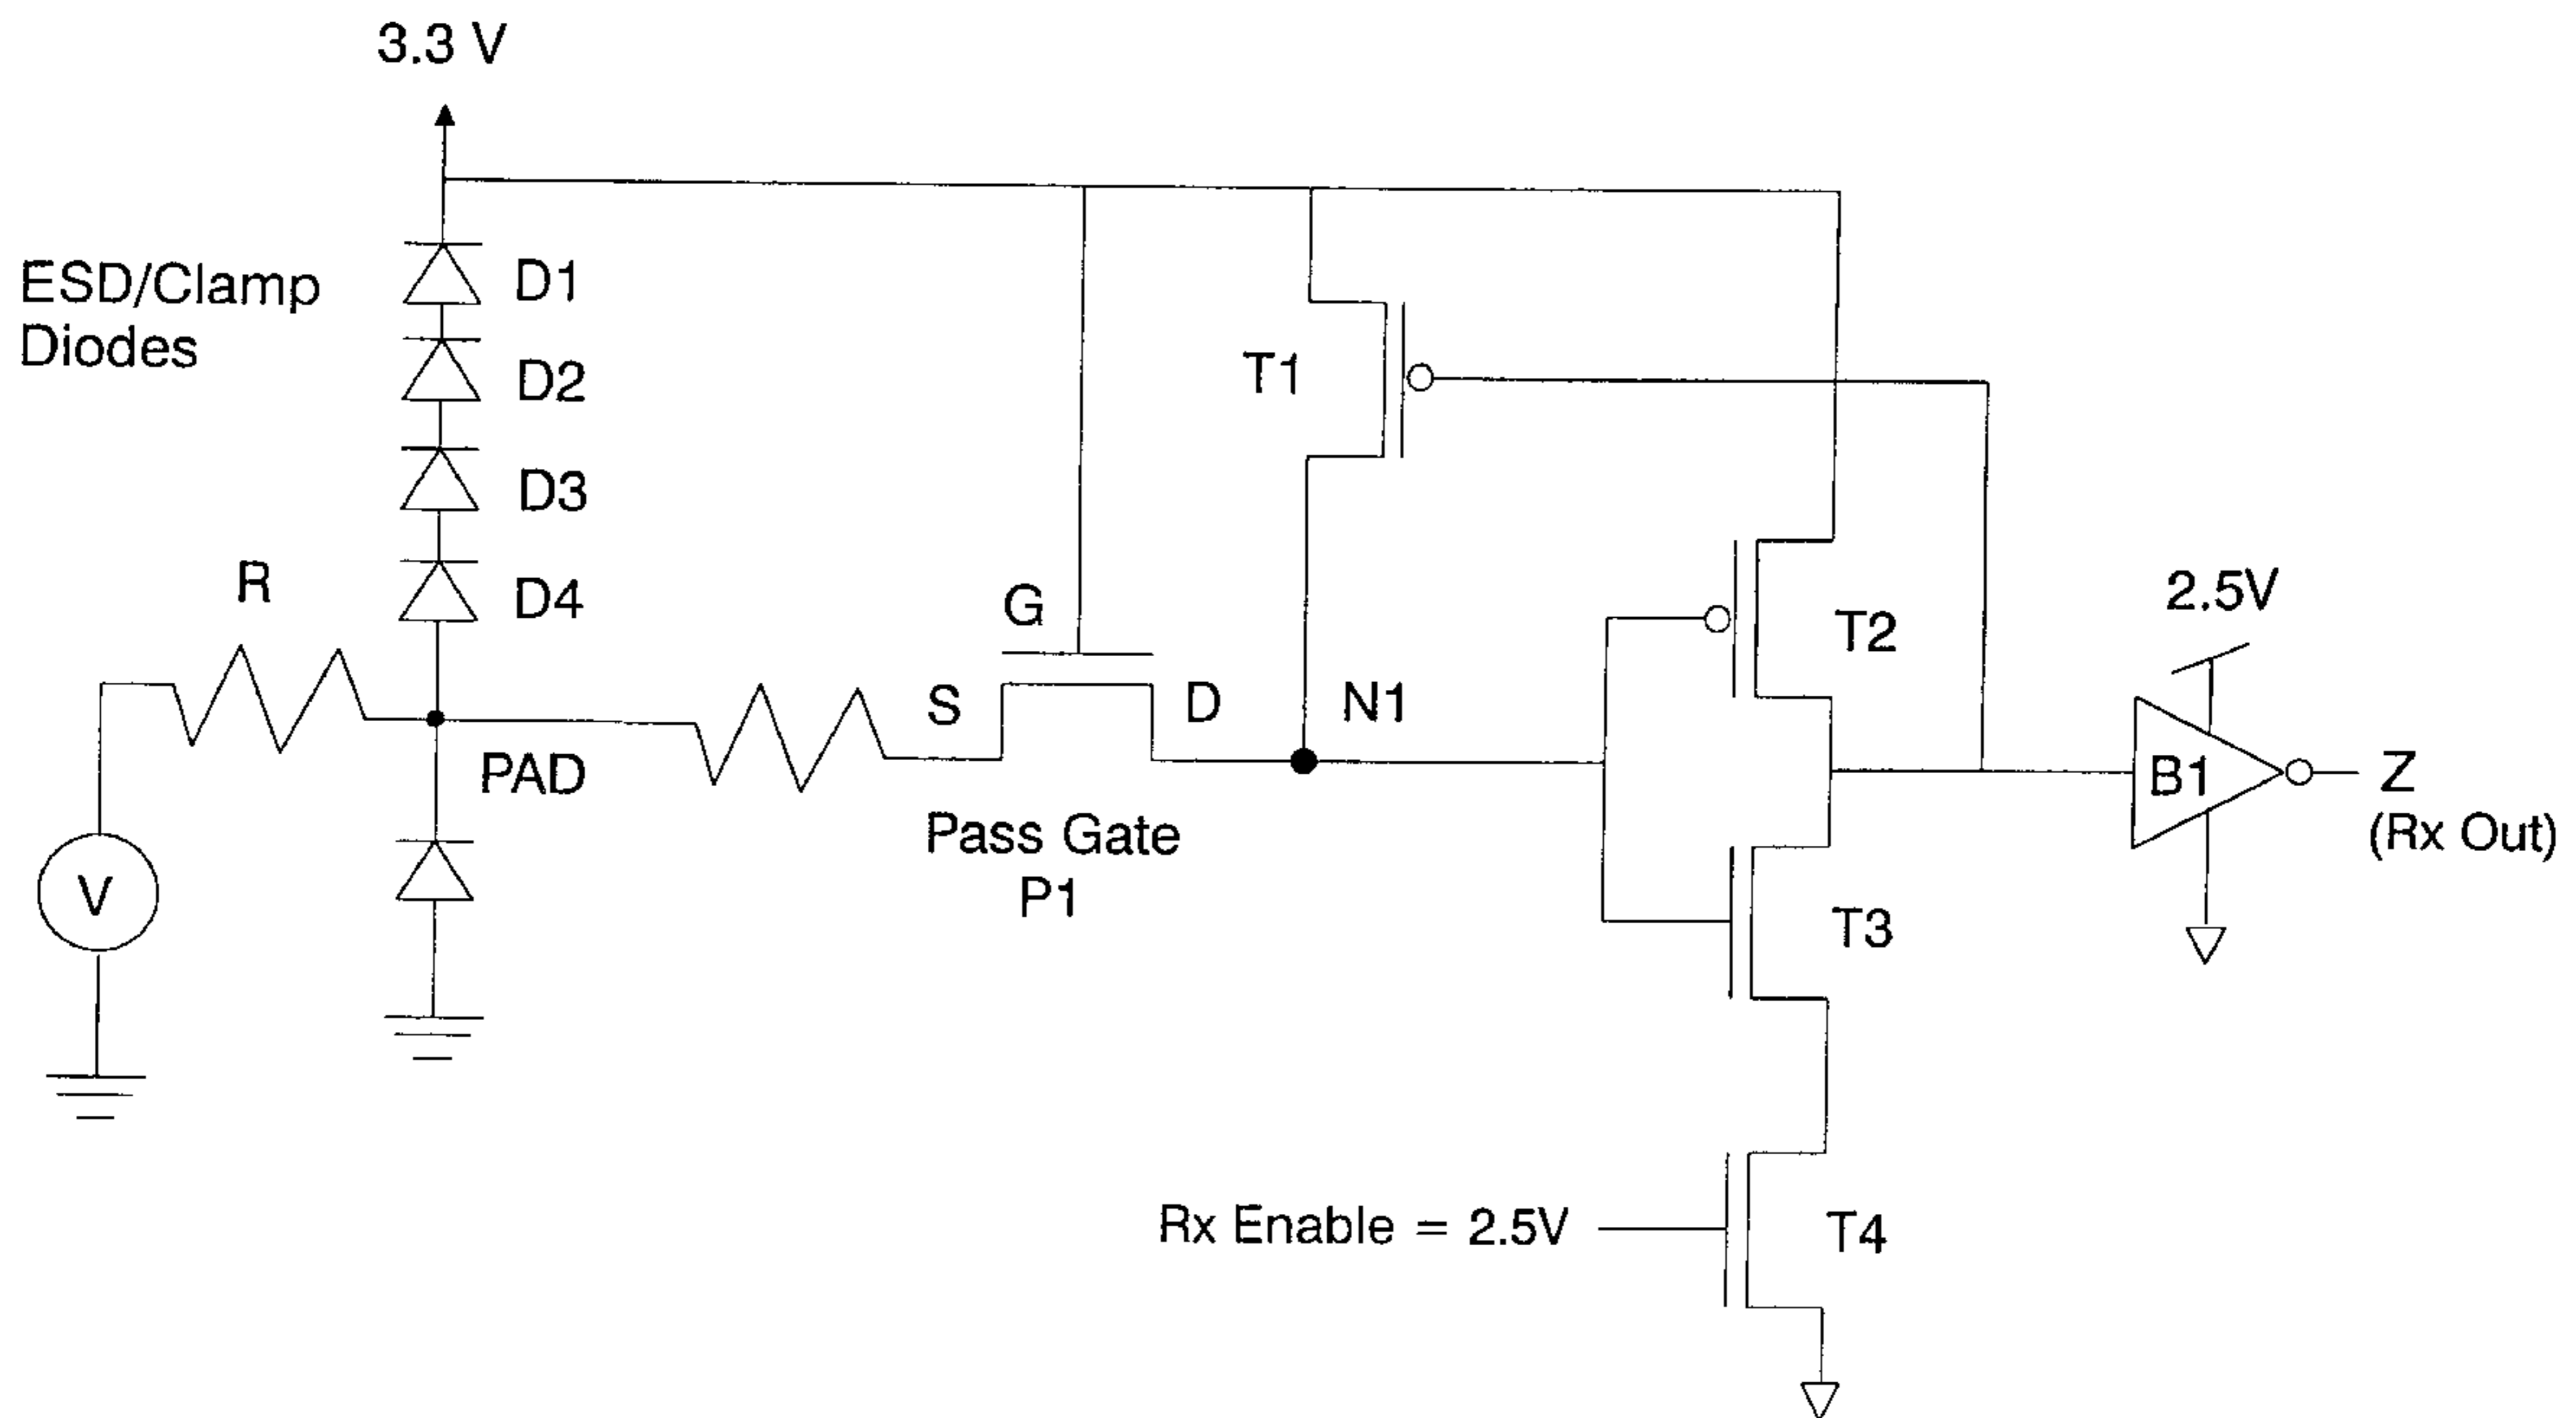 3.3 V
ESD/Clamp
Diodes
D1
D2
D3
D4
R
V
PAD
S
G
D
Pass Gate
P1
T1
N1
T2
T3
T4
Rx Enable = 2.5V
2.5V
B1
Z
(Rx Out)